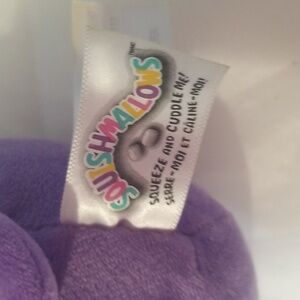 SQUISHMALLOWS
SQUEEZE AND CUDDLE ME!
SERRE-MOI ET CÂLINE-MOI!